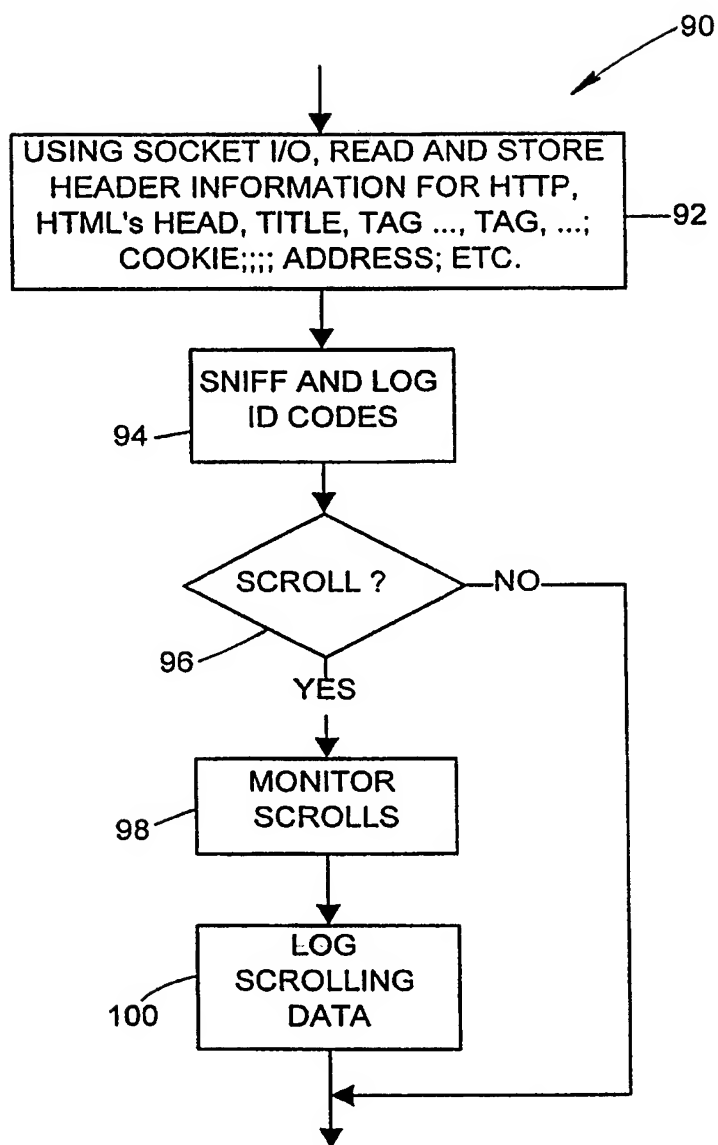 90
USING SOCKET I/O, READ AND STORE
HEADER INFORMATION FOR HTTP,
HTML's HEAD, TITLE, TAG ..., TAG, ...;
COOKIE;;;; ADDRESS; ETC.
92
SNIFF AND LOG
ID CODES
94
SCROLL ?
NO
96
YES
MONITOR
SCROLLS
98
LOG
SCROLLING
DATA
100